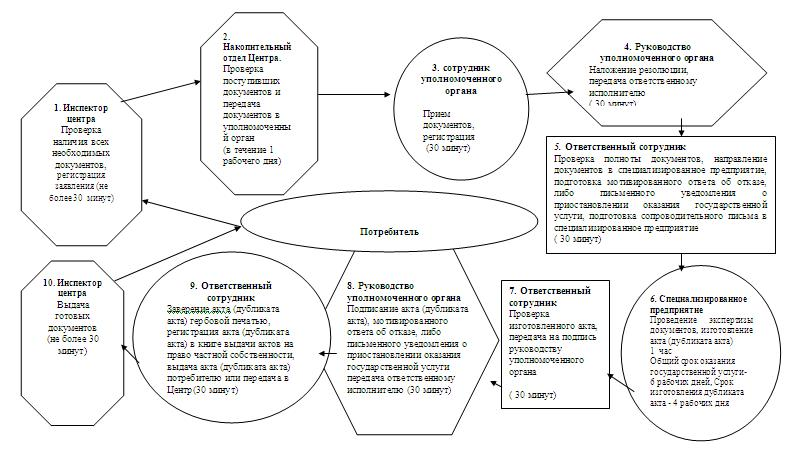 1. Инспектор
центра
Проверка
наличия всех
необходимых
документов,
регистрация
заявления (не
более30 минут)
2.
Накопительный
отдел Центра.
Проверка
поступивших
документов и
передача
документов в
уполномоченны
й орган
(в течение 1
рабочего дня)
3. сотрудник
уполномоченного
органа
Прием
документов,
регистрация
(30 минут)
4. Руководство
уполномоченного органа
Наложение резолюции,
передача ответственному
исполнителю
( 30 минут)
5. Ответственный сотрудник
Проверка полноты документов, направление
документов в специализированное предприятие,
подготовка мотивированного ответа об отказе,
либо письменного уведомления о
приостановлении оказания государственной
услуги, подготовка сопроводительного письма в
специализированное предприятие
( 30 минут)
Потребитель
6. Специализированное
предприятие
Проведение экспертизы
документов, изготовление
акта (дубликата акта)
1 час
Общий срок оказания
государственной услуги-
6 рабочих дней, Срок
изготовления дубликата
акта - 4 рабочих дня
7. Ответственный
сотрудник
Проверка
изготовленного акта,
передача на подпись
руководству
уполномоченного
органа
( 30 минут)
8. Руководство
уполномоченного органа
Подписание акта (дубликата
акта), мотивированного
ответа об отказе, либо
письменного уведомления о
приостановлении оказания
государственной услуги
передача ответственному
исполнителю (30 минут)
9. Ответственный
сотрудник
Заверение акта (дубликата
акта) гербовой печатью,
регистрация акта (дубликата
акта) в книге выдачи актов на
право частной собственности,
выдача акта (дубликата акта)
потребителю или передача в
Центр(30 минут)
10. Инспектор
центра
Выдача
готовых
документов
(не более 30
минут)